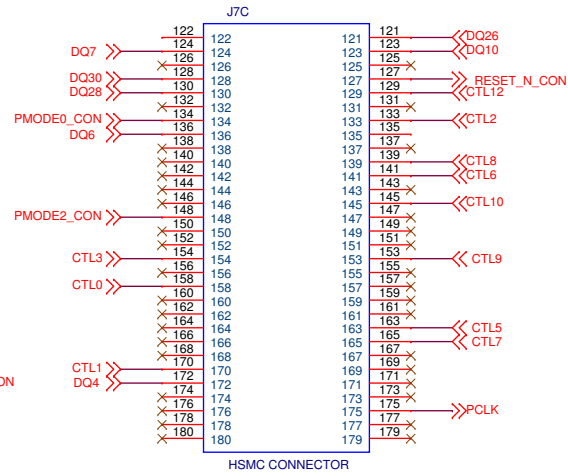 J7C
122 122 121 121 DQ26
DQ7 124 124 123 123 DQ10
126 126 125 125
DQ30 128 128 127 127 RESET_N_CON
DQ28 130 130 129 129 CTL12
132 132 131 131
PMODE0_CON 134 134 133 133 CTL2
DQ6 136 136 135 135
138 138 137 137
140 140 139 139 CTL8
142 142 141 141 CTL6
144 144 143 143
146 146 145 145 CTL10
PMODE2_CON 148 148 147 147
150 150 149 149
152 152 151 151
CTL3 154 154 153 153 CTL9
156 156 155 155
CTL0 158 158 157 157
160 160 159 159
162 162 161 161
164 164 163 163 CTL5
166 166 165 165 CTL7
168 168 167 167
CTL1 170 170 169 169
ON DQ4 172 172 171 171
174 174 173 173
176 176 175 175 PCLK
178 178 177 177
180 180 179 179
HSMC CONNECTOR